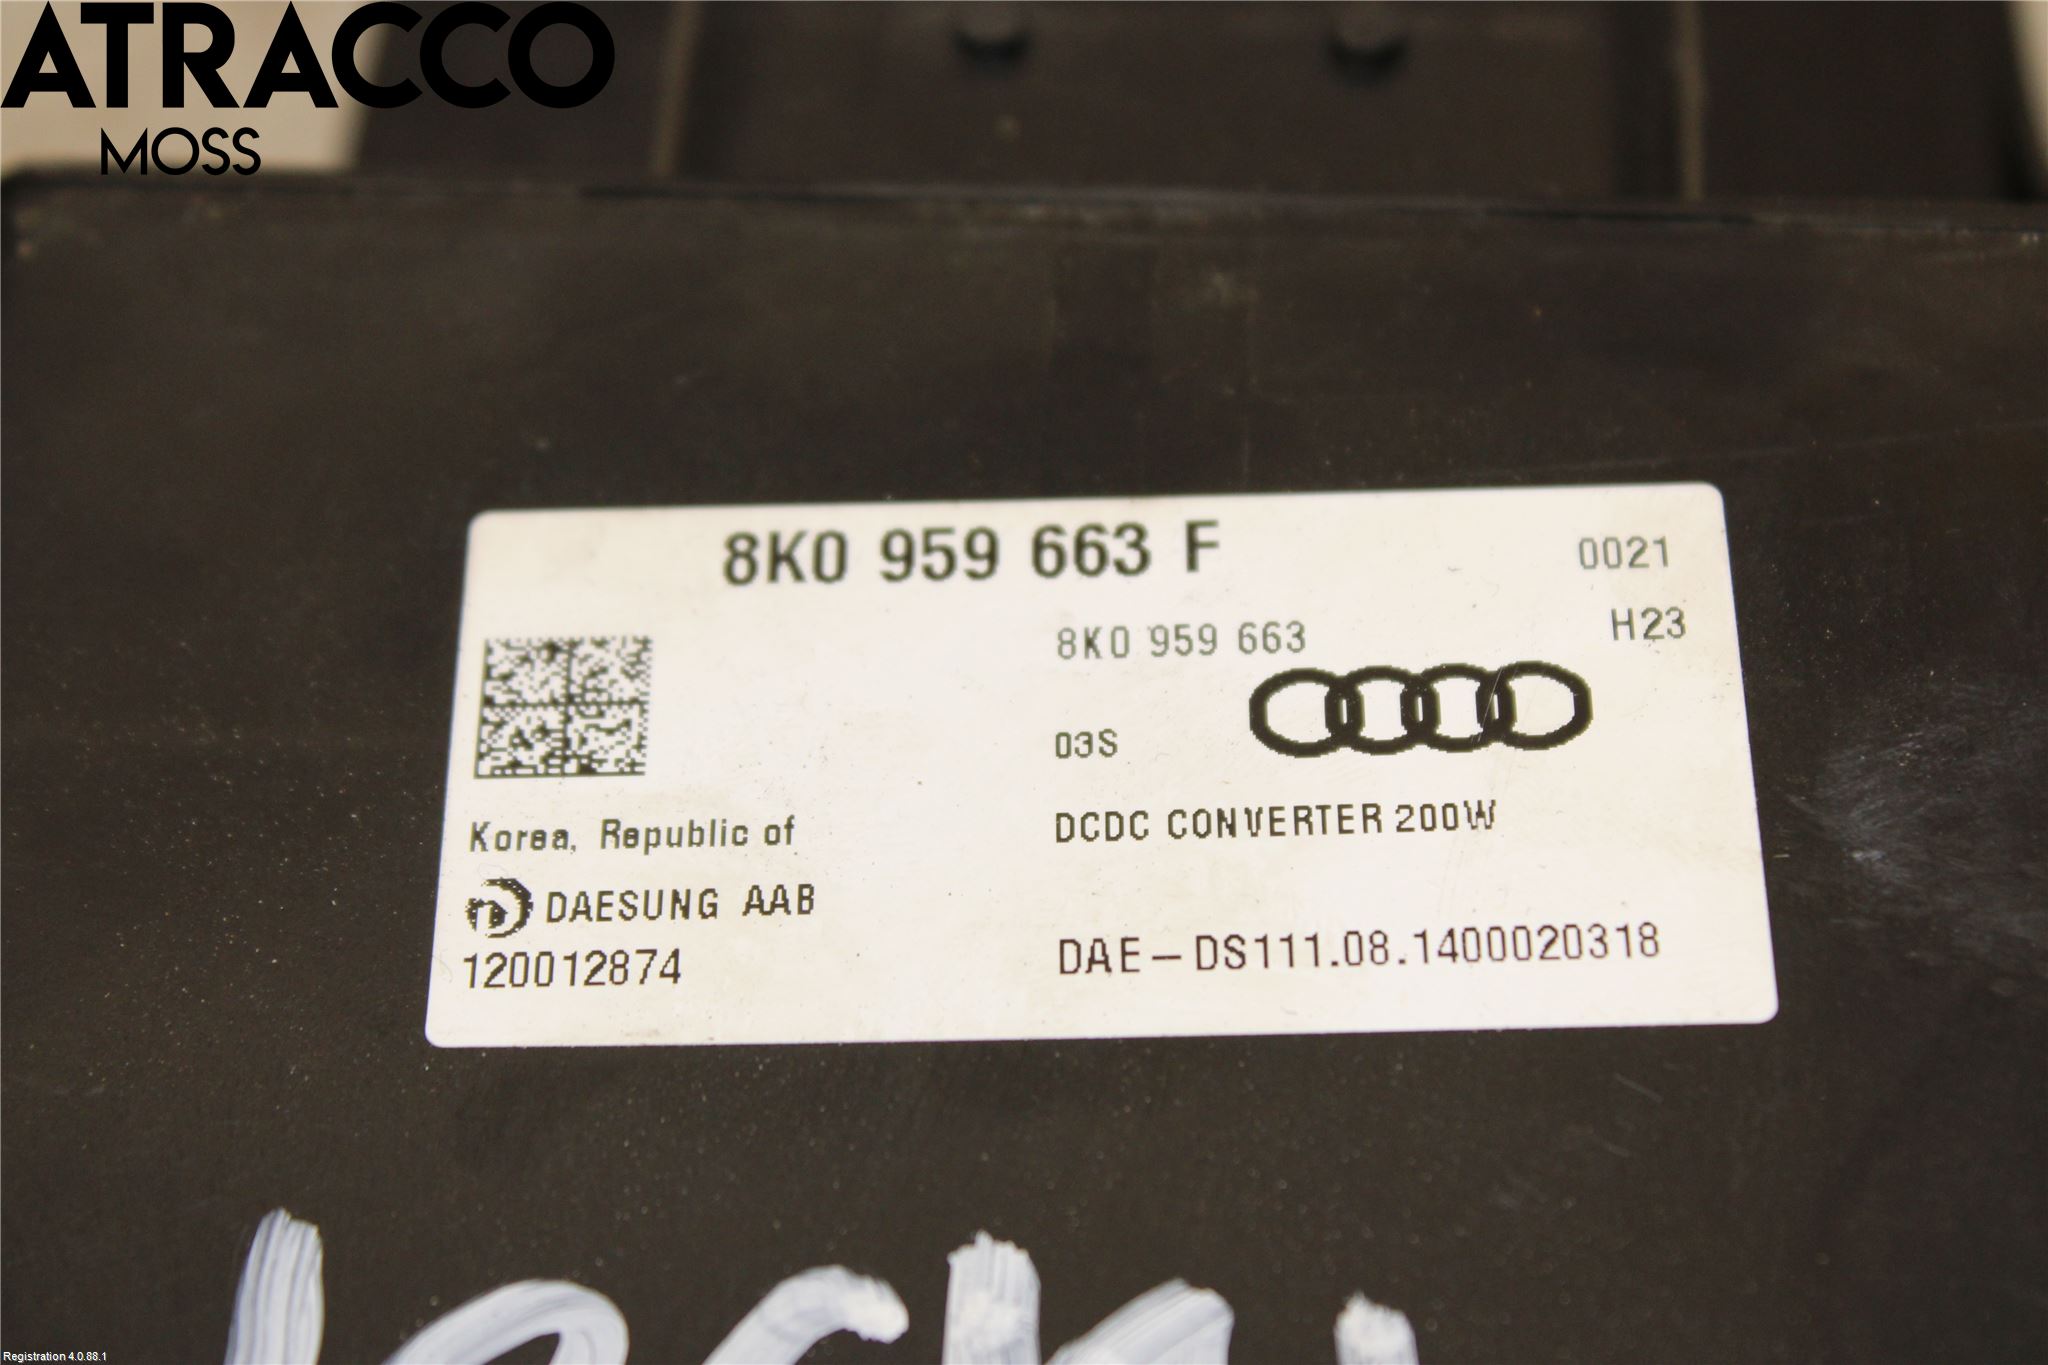 ATRACCO
MOSS
8K0 959 663 F
0021
8K0 959 663
H23
03S
Korea, Republic of
DCDC CONVERTER 200W
DAESUNG AAB
120012874
DAE-DS111.08.1400020318
Registration 4.0.88.1